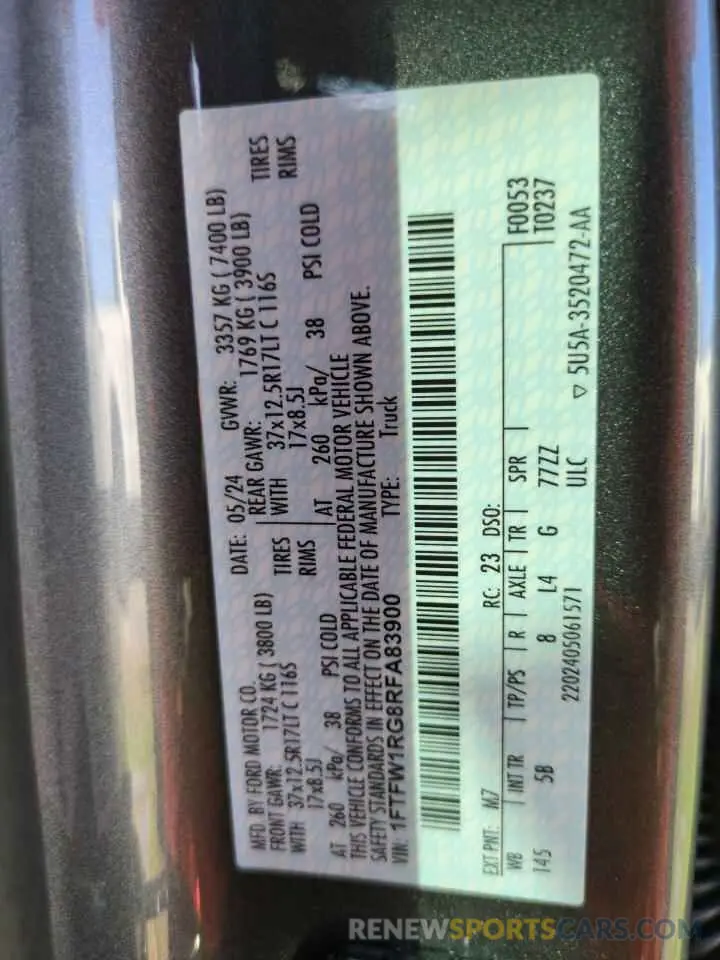 MFD. BY FORD MOTOR CO.
DATE: 05/24 GVWR: 3357 KG ( 7400 LB)
FRONT GAWR: 1724 KG ( 3800 LB) REAR GAWR: 1769 KG ( 3900 LB)
WITH 37x12.5R17LT C 116S TIRES WITH 37x12.5R17LT C 116S TIRES
17x8.5J RIMS 17x8.5J RIMS
AT 260 kPa/ 38 PSI COLD AT 260 kPa/ 38 PSI COLD
THIS VEHICLE CONFORMS TO ALL APPLICABLE FEDERAL MOTOR VEHICLE
SAFETY STANDARDS IN EFFECT ON THE DATE OF MANUFACTURE SHOWN ABOVE.
VIN: 1FTFW1RG8RFA83900 TYPE: Truck
EXT PNT: M7 RC: 23 DSO: F0053
WB INT TR TP/PS R AXLE TR SPR T0237
145 5B 8 L4 G 77ZZ
2202405061571 ULC ▽ 5U5A-3520472-AA
RENEWSPORTSCARS.COM